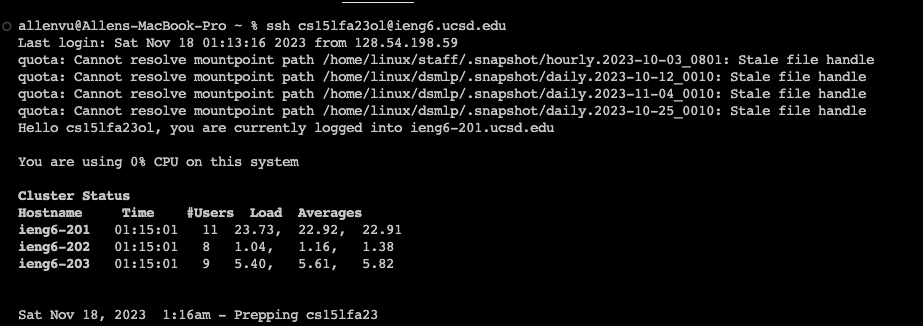 allenvu@Allens-MacBook-Pro ~ % ssh cs15lfa23ol@ieng6.ucsd.edu
Last login: Sat Nov 18 01:13:16 2023 from 128.54.198.59
quota: Cannot resolve mountpoint path /home/linux/staff/.snapshot/hourly.2023-10-03_0801: Stale file handle
quota: Cannot resolve mountpoint path /home/linux/dsmlp/.snapshot/daily.2023-10-12_0010: Stale file handle
quota: Cannot resolve mountpoint path /home/linux/dsmlp/.snapshot/daily.2023-11-04_0010: Stale file handle
quota: Cannot resolve mountpoint path /home/linux/dsmlp/.snapshot/daily.2023-10-25_0010: Stale file handle
Hello cs15lfa23ol, you are currently logged into ieng6-201.ucsd.edu
You are using 0% CPU on this system
Cluster Status
Hostname     Time    #Users  Load  Averages
ieng6-201   01:15:01   11  23.73,  22.92,  22.91
ieng6-202   01:15:01   8   1.04,   1.16,   1.38
ieng6-203   01:15:01   9   5.40,   5.61,   5.82
Sat Nov 18, 2023  1:16am - Prepping cs15lfa23